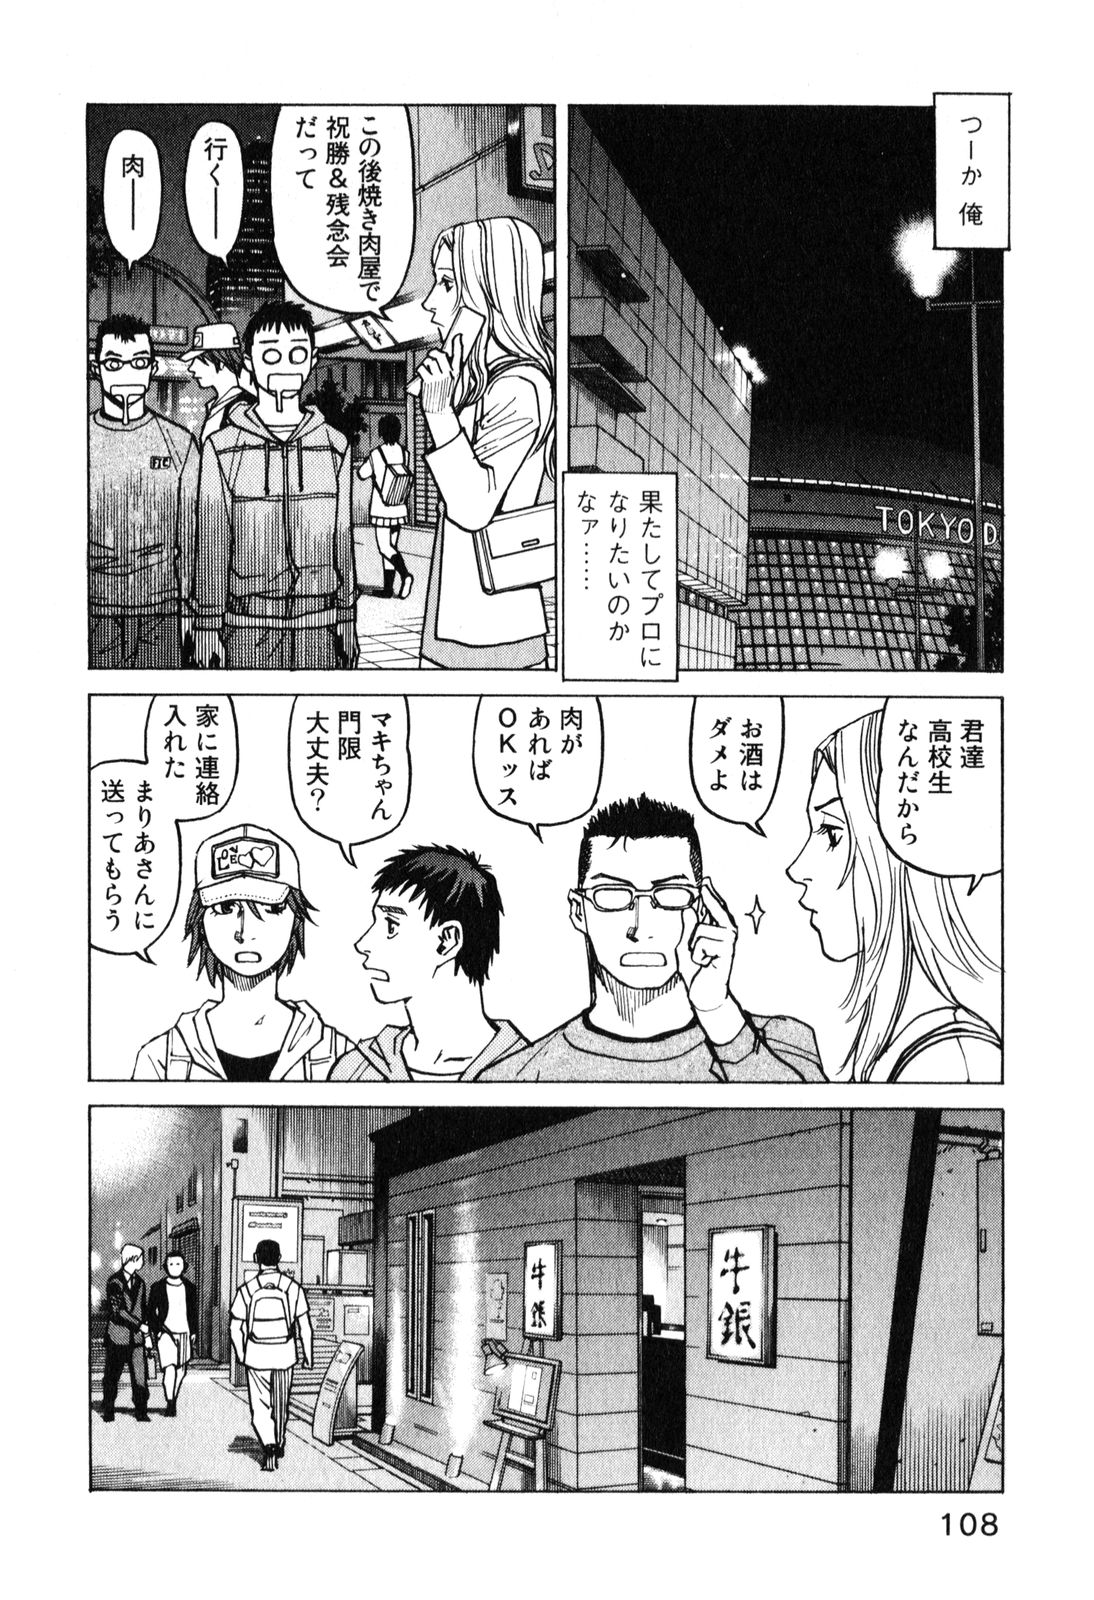 つーか 俺
TOKYO D
果たしてプロに
なりたいのか
なァ……
この後焼き肉屋で
祝勝&残念会
だって
行く──
肉──
君達
高校生
なんだから
お酒は
ダメよ
肉が
あれば
OKッス
マキちゃん
門限
大丈夫？
家に連絡
入れた
まりあさんに
送ってもらう
LOVE
牛銀
牛銀
108